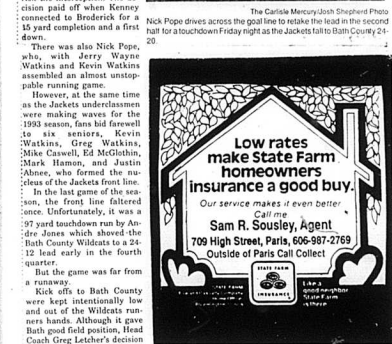 cision paid off when Kenney
connected to Broderick for a
15 yard completion and a first
down.
There was also Nick Pope,
who, with Jerry Wayne
Watkins and Kevin Watkins
assembled an almost unstop-
pable running game.
However, at the same time
as the Jackets underclassmen
were making waves for the
1993 season, fans bid farewell
to six seniors, Kevin
Watkins, Greg Watkins,
Mike Caswell, Ed McGlothin,
Mark Hamon, and Justin
Abnee, who formed the nu-
cleus of the Jackets front line.
In the last game of the sea-
son, the front line faltered
once. Unfortunately, it was a
97 yard touchdown run by An-
dre Jones which shoved the
Bath County Wildcats to a 24-
12 lead early in the fourth
quarter.
But the game was far from
a runaway.
Kick offs to Bath County
were kept intentionally low
and out of the Wildcats run-
ners hands. Although it gave
Bath good field position, Head
Coach Greg Letcher's decision
The Carlisle Mercury/Josh Shepherd Photo
Nick Pope drives across the goal line to retake the lead in the second
half for a touchdown Friday night as the Jackets fall to Bath County 24-
20.
Low rates
make State Farm
homeowners
insurance a good buy.
Our service makes it even better
Call me
Sam R. Sousley, Agent
709 High Street, Paris, 606-987-2769
Outside of Paris Call Collect
STATE FARM
INSURANCE
Like a
good neighbor
State Farm
is there